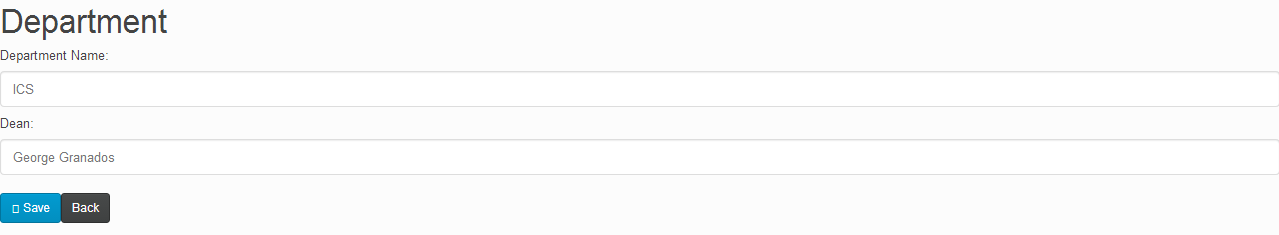 Department
Department Name:
ICS
Dean:
George Granados
Save Back